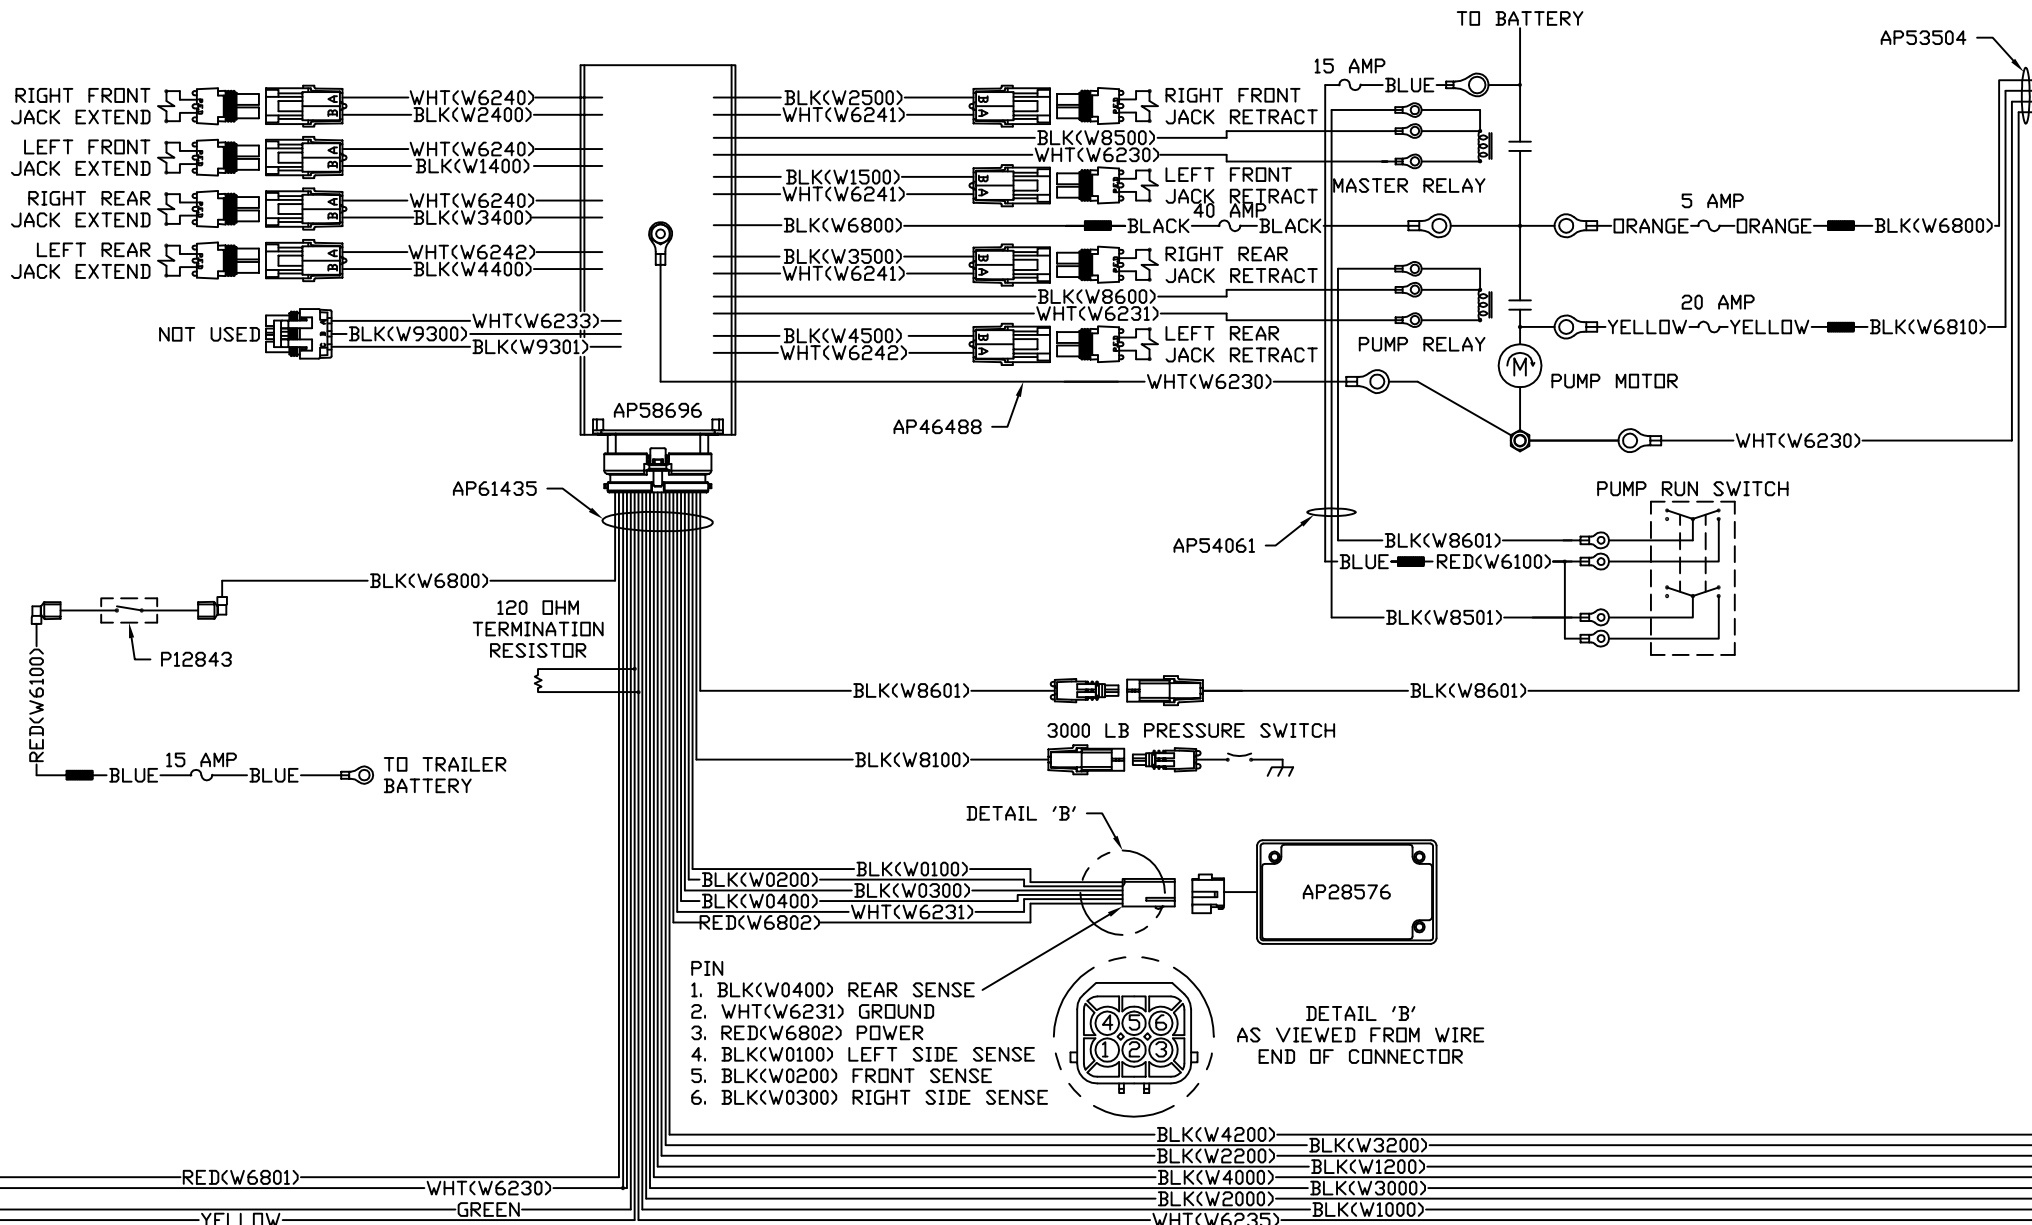 TO BATTERY
AP53504
15 AMP
BLUE
RIGHT FRONT
JACK EXTEND
A
B
WHT(W6240)
BLK(W2400)
LEFT FRONT
JACK EXTEND
A
B
WHT(W6240)
BLK(W1400)
RIGHT REAR
JACK EXTEND
A
B
WHT(W6240)
BLK(W3400)
LEFT REAR
JACK EXTEND
A
B
WHT(W6242)
BLK(W4400)
NOT USED
WHT(W6233)
BLK(W9300)
BLK(W9301)
BLK(W2500)
WHT(W6241)
B
A
RIGHT FRONT
JACK RETRACT
BLK(W8500)
WHT(W6230)
BLK(W1500)
WHT(W6241)
B
A
LEFT FRONT
JACK RETRACT
MASTER RELAY
BLK(W6800)
BLACK
40 AMP
BLACK
5 AMP
ORANGE
ORANGE
BLK(W6800)
BLK(W3500)
WHT(W6241)
B
A
RIGHT REAR
JACK RETRACT
BLK(W8600)
WHT(W6231)
BLK(W4500)
WHT(W6242)
B
A
LEFT REAR
JACK RETRACT
PUMP RELAY
20 AMP
YELLOW
YELLOW
BLK(W6810)
M
PUMP MOTOR
WHT(W6230)
AP58696
AP46488
WHT(W6230)
AP61435
PUMP RUN SWITCH
AP54061
BLK(W8601)
BLUE
RED(W6100)
BLK(W8501)
BLK(W6800)
P12843
RED(W6100)
120 OHM
TERMINATION
RESISTOR
BLK(W8601)
BLK(W8601)
3000 LB PRESSURE SWITCH
BLK(W8100)
BLUE
15 AMP
BLUE
TO TRAILER
BATTERY
DETAIL 'B'
BLK(W0100)
BLK(W0200)
BLK(W0300)
BLK(W0400)
WHT(W6231)
RED(W6802)
AP28576
PIN
1. BLK(W0400) REAR SENSE
2. WHT(W6231) GROUND
3. RED(W6802) POWER
4. BLK(W0100) LEFT SIDE SENSE
5. BLK(W0200) FRONT SENSE
6. BLK(W0300) RIGHT SIDE SENSE
4 5 6
1 2 3
DETAIL 'B'
AS VIEWED FROM WIRE
END OF CONNECTOR
BLK(W4200)
BLK(W3200)
BLK(W2200)
BLK(W1200)
BLK(W4000)
BLK(W3000)
BLK(W2000)
BLK(W1000)
WHT(W6235)
RED(W6801)
WHT(W6230)
GREEN
YELLOW